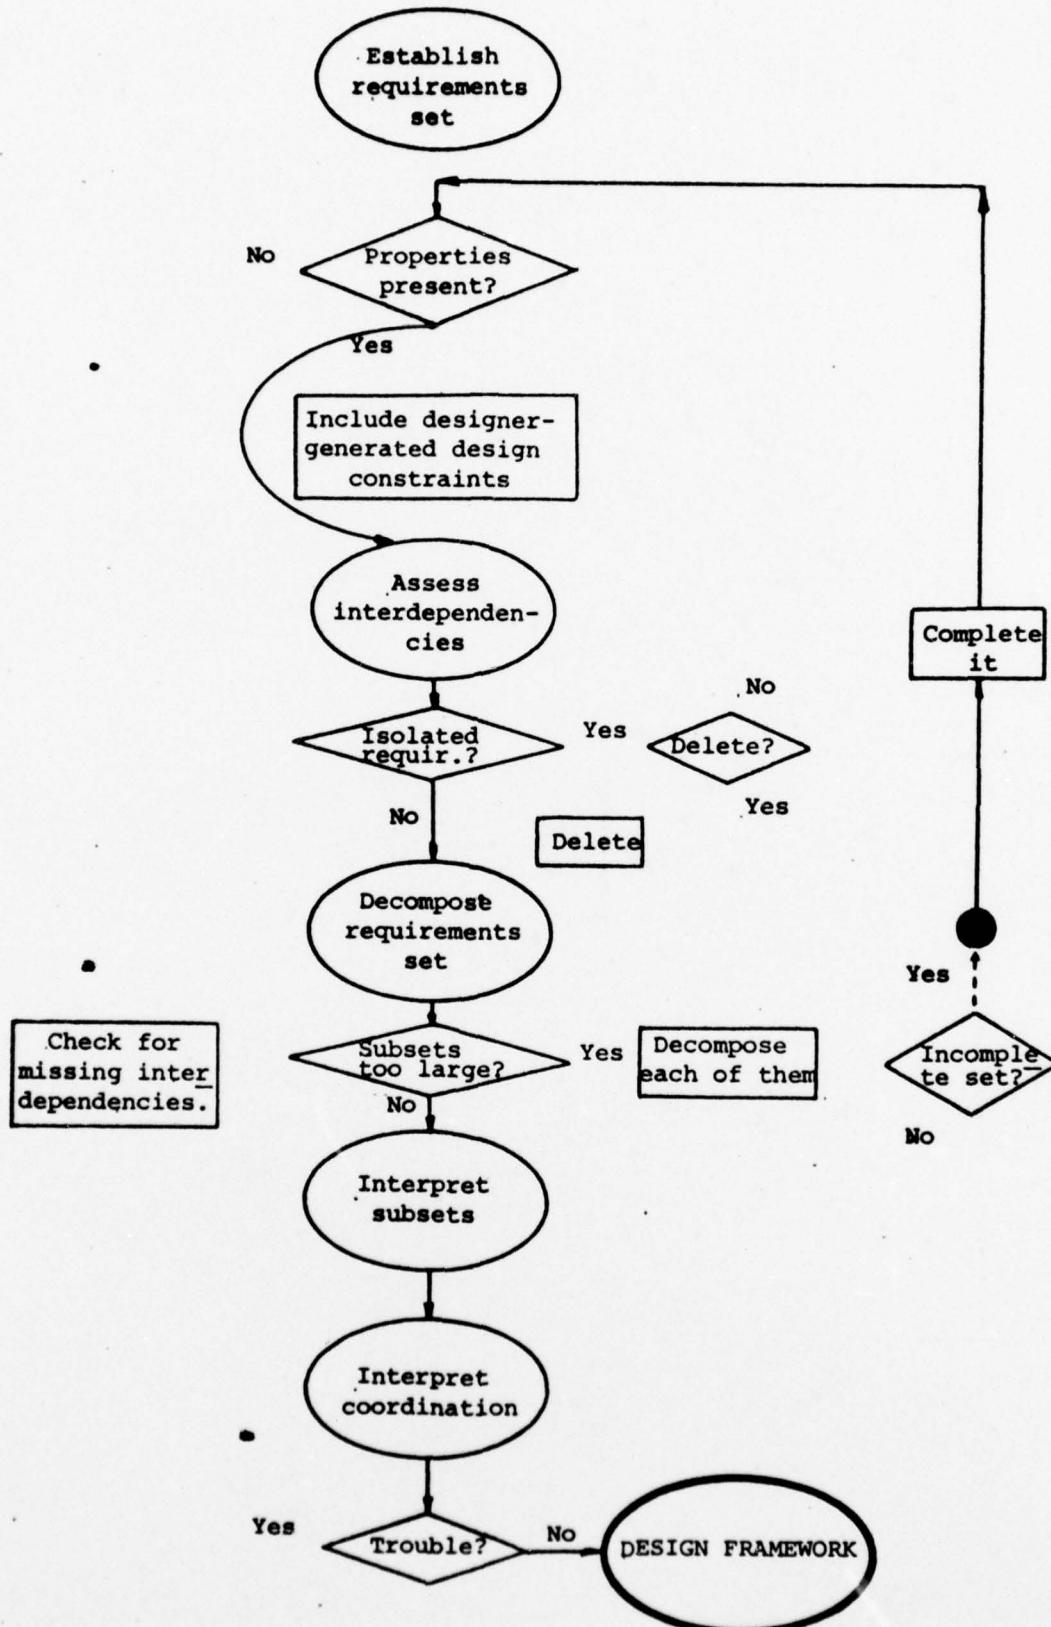 Establish
requirements
set
No
Properties
present?
Yes
Include designer-
generated design
constraints
Assess
interdependen-
cies
Complete
it
No
Isolated
requir.?
Yes
Delete?
Yes
No
Delete
Decompose
requirements
set
Yes
Check for
missing inter
dependencies.
Subsets
too large?
Yes
Decompose
each of them
Incomple
te set?
No
No
Interpret
subsets
Interpret
coordination
Yes
Trouble?
No
DESIGN FRAMEWORK